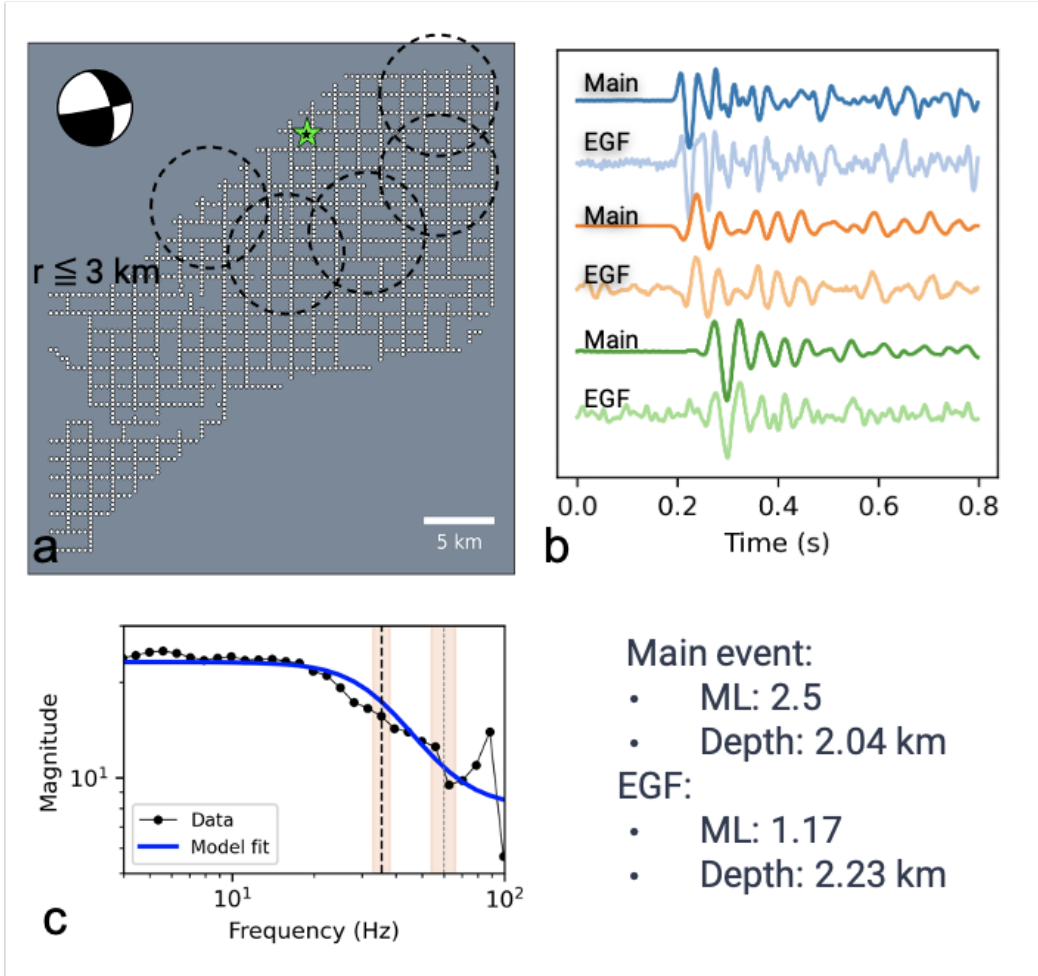 r ≦ 3 km
5 km
a
Main
EGF
Main
EGF
Main
EGF
0.0 0.2 0.4 0.6 0.8
Time (s)
b
Magnitude
10¹
Data
Model fit
10¹ 10²
Frequency (Hz)
c
Main event:
• ML: 2.5
• Depth: 2.04 km
EGF:
• ML: 1.17
• Depth: 2.23 km